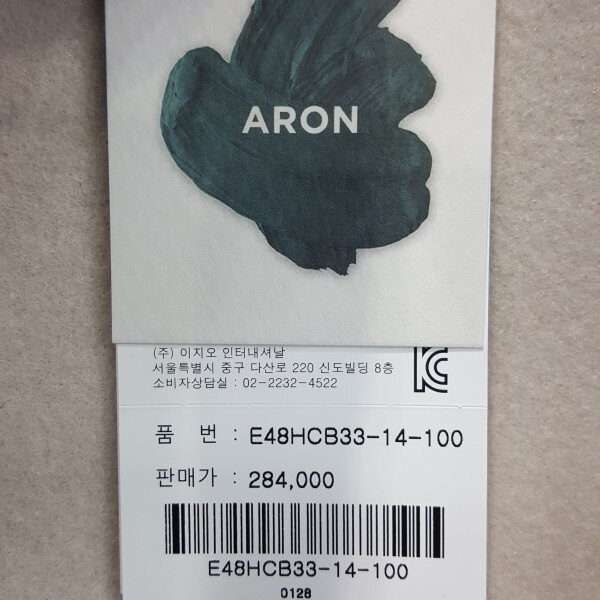 ARON
(주) 이지오 인터내셔날
서울특별시 중구 다산로 220 신도빌딩 8층
소비자상담실 : 02-2232-4522
품 번 : E48HCB33-14-100
판매가 : 284,000
E48HCB33-14-100
0128